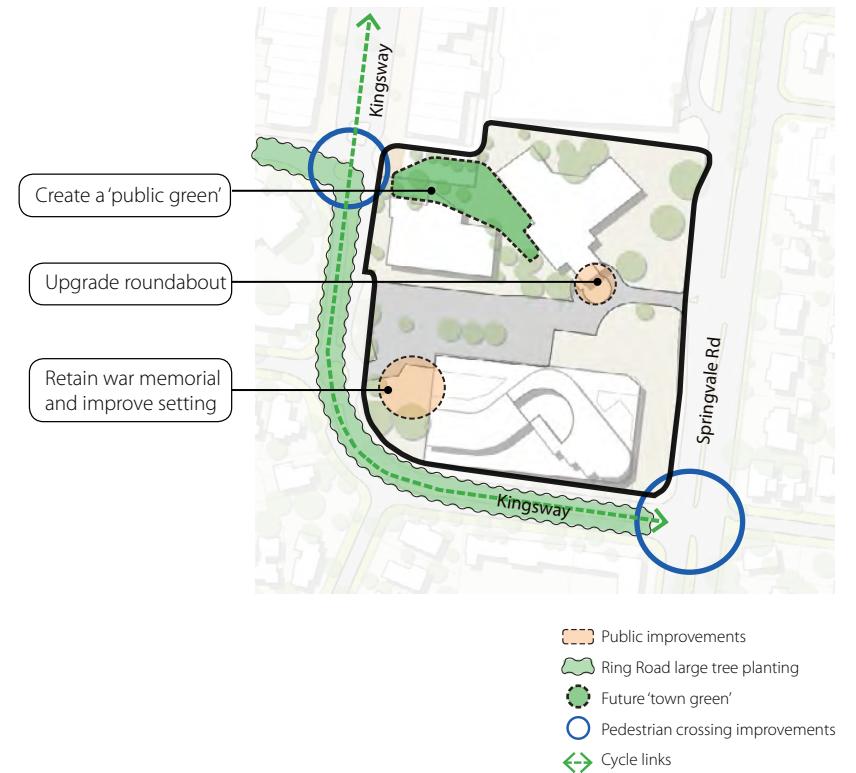 Kingsway
Create a ‘public green’
Upgrade roundabout
Retain war memorial
and improve setting
Springvale Rd
Kingsway
Public improvements
Ring Road large tree planting
Future ‘town green’
Pedestrian crossing improvements
Cycle links